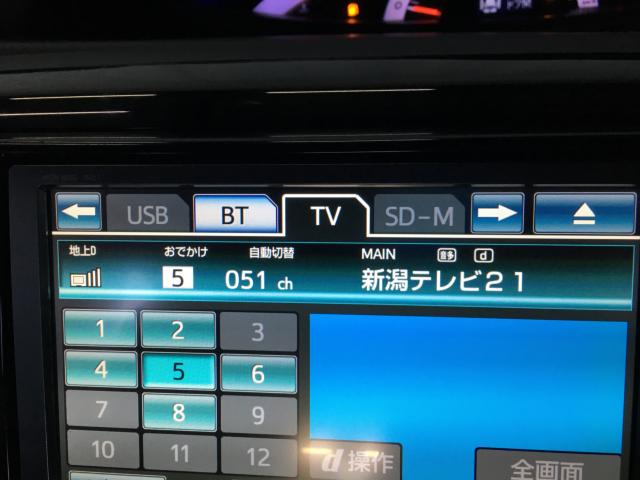 USB BT TV SD-M
地上D おでかけ 自動切替 MAIN 音多 d
5 051 ch 新潟テレビ21
1 2 3
4 5 6
7 8 9
10 11 12
d 操作 全画面